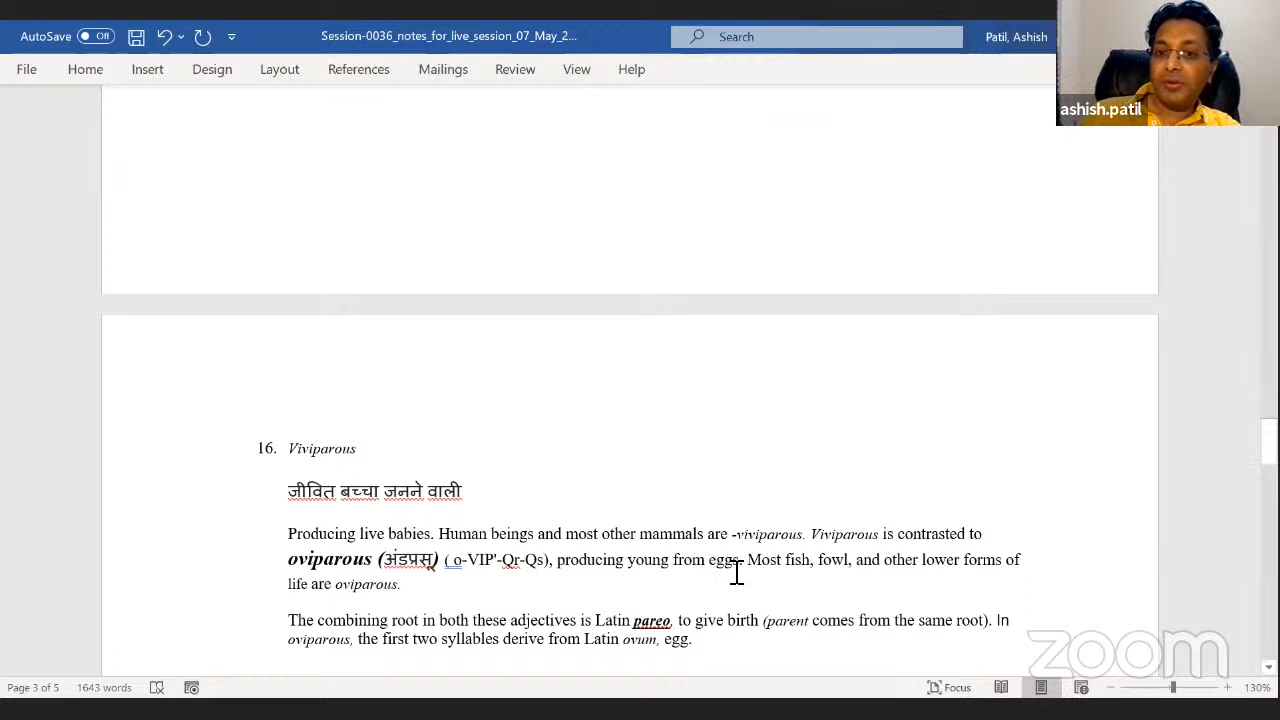 AutoSave Off Session-0036_notes_for_live_session_07_May_2... Search Patil, Ashish
File Home Insert Design Layout References Mailings Review View Help
ashish.patil
16. Viviparous
जीवित बच्चा जनने वाली
Producing live babies. Human beings and most other mammals are -viviparous. Viviparous is contrasted to
oviparous (अंडप्रसू) ( o-VIP'-Qr-Qs), producing young from eggs. Most fish, fowl, and other lower forms of
life are oviparous.
The combining root in both these adjectives is Latin pareo, to give birth (parent comes from the same root). In
oviparous, the first two syllables derive from Latin ovum, egg.
zoom
Page 3 of 5 1643 words Focus 130%